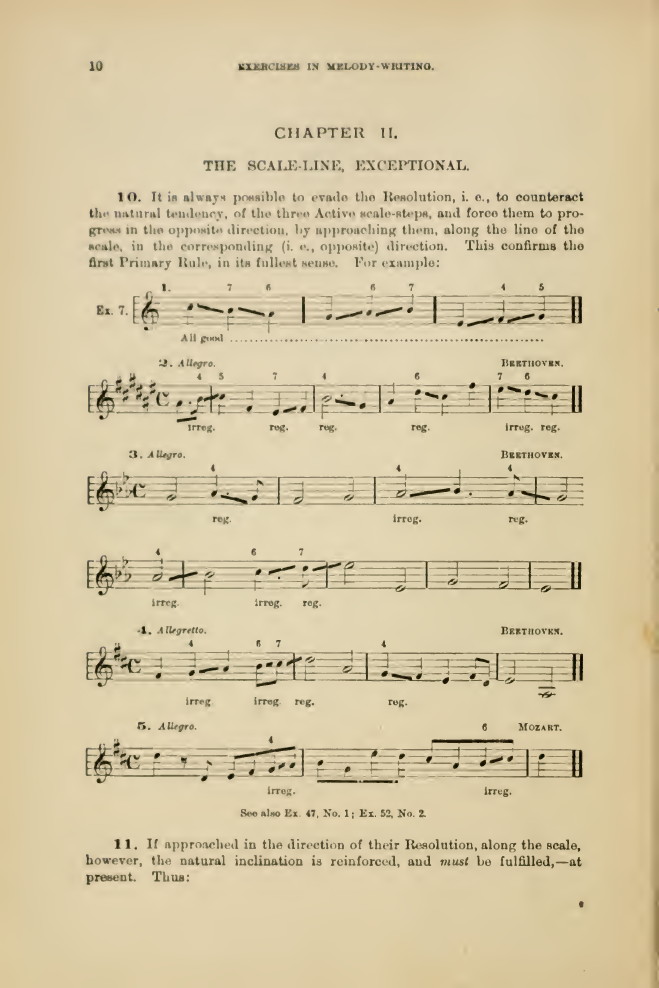 10 EXERCISES IN MELODY-WRITING.
CHAPTER II.
THE SCALE-LINE, EXCEPTIONAL.
10. It is always possible to evade the Resolution, i. e., to counteract
the natural tendency, of the three Active scale-steps, and force them to pro-
gress in the opposite direction, by approaching them, along the line of the
scale, in the corresponding (i. e., opposite) direction. This confirms the
first Primary Rule, in its fullest sense. For example:
1. 7 6 6 7 4 5
Ex. 7.
All good
2. Allegro. BEETHOVEN.
4 5 7 4 6 7 6
irreg. reg. reg. reg. irreg. reg.
3. Allegro. BEETHOVEN.
4 4 4
reg. irreg. reg.
4 6 7
irreg. irreg. reg.
4. Allegretto. BEETHOVEN.
4 6 7 4
irreg irreg. reg. reg.
5. Allegro. 6 MOZART.
4
irreg. irreg.
See also Ex. 47, No. 1; Ex. 52, No. 2.
11. If approached in the direction of their Resolution, along the scale,
however, the natural inclination is reinforced, and must be fulfilled,—at
present. Thus: